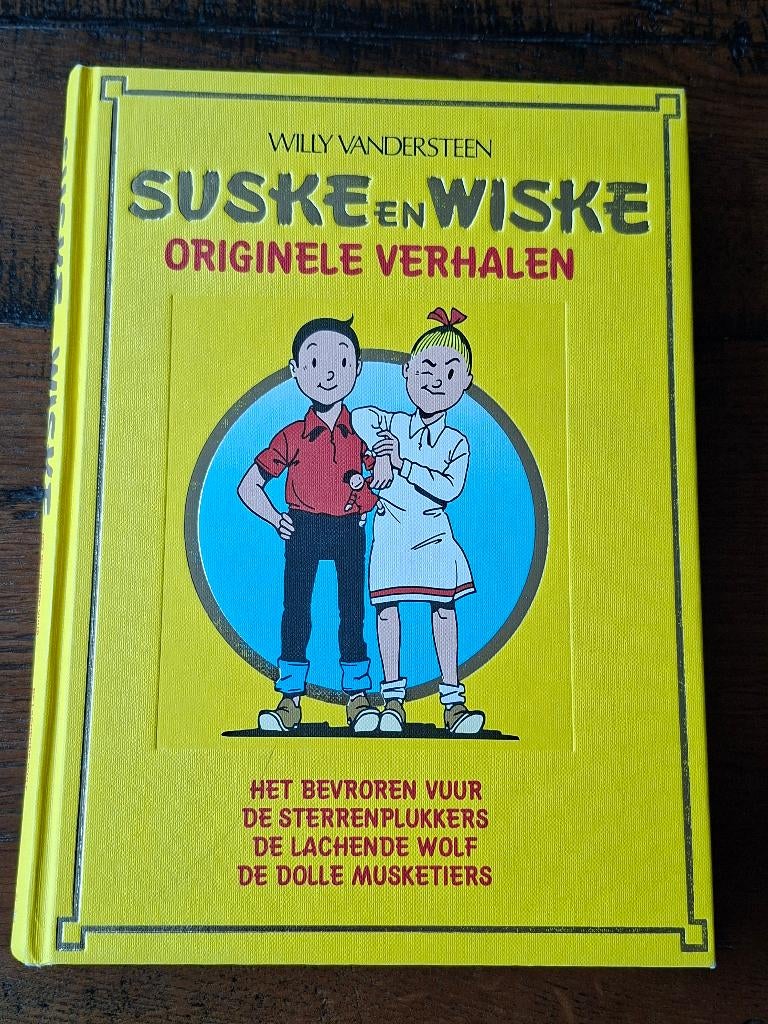 WILLY VANDERSTEEN
SUSKE EN WISKE
ORIGINELE VERHALEN
HET BEVROREN VUUR
DE STERRENPLUKKERS
DE LACHENDE WOLF
DE DOLLE MUSKETIERS